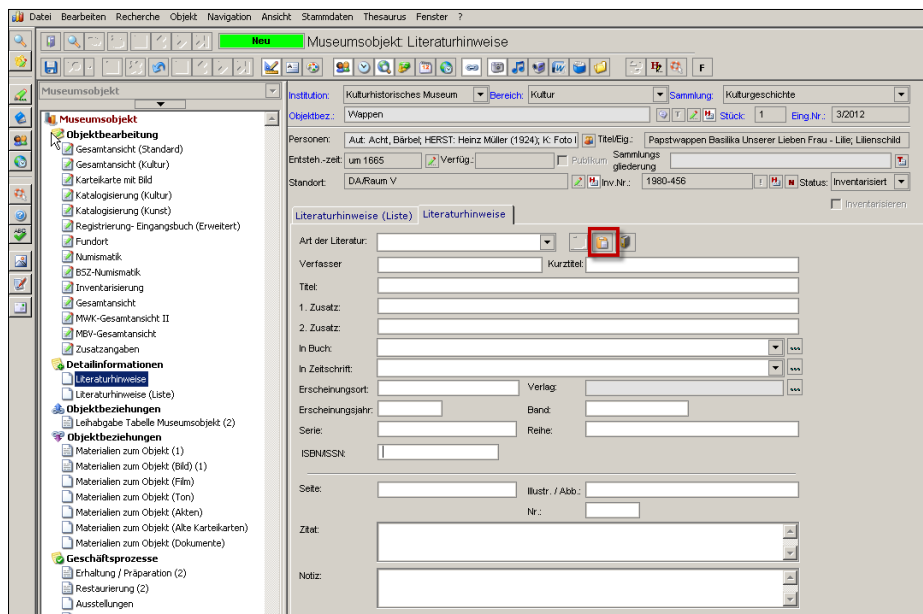 Datei Bearbeiten Recherche Objekt Navigation Ansicht Stammdaten Thesaurus Fenster ?
Neu Museumsobjekt: Literaturhinweise
F
Museumsobjekt
Museumsobjekt
Objektbearbeitung
Gesamtansicht (Standard)
Gesamtansicht (Kultur)
Karteikarte mit Bild
Katalogisierung (Kultur)
Katalogisierung (Kunst)
Registrierung- Eingangsbuch (Erweitert)
Fundort
Numismatik
BSZ-Numismatik
Inventarisierung
Gesamtansicht
MWK-Gesamtansicht II
MBV-Gesamtansicht
Zusatzangaben
Detailinformationen
Literaturhinweise
Literaturhinweise (Liste)
Objektbeziehungen
Leihabgabe Tabelle Museumsobjekt (2)
Objektbeziehungen
Materialien zum Objekt (1)
Materialien zum Objekt (Bild) (1)
Materialien zum Objekt (Film)
Materialien zum Objekt (Ton)
Materialien zum Objekt (Akten)
Materialien zum Objekt (Alte Karteikarten)
Materialien zum Objekt (Dokumente)
Geschäftsprozesse
Erhaltung / Präparation (2)
Restaurierung (2)
Ausstellungen
Institution: Kulturhistorisches Museum Bereich: Kultur Sammlung: Kulturgeschichte
Objektbez.: Wappen Stück: 1 Eing.Nr.: 3/2012
Personen: Aut: Acht, Bärbel; HERST: Heinz Müller (1924); K: Foto Titel/Eig.: Papstwappen Basilika Unserer Lieben Frau - Lilie; Lilienschild
Entsteh.-zeit: um 1665 Verfüg.: Publikum Sammlungs gliederung
Standort: DA/Raum V Inv.Nr.: 1980-456 Status: Inventarisiert
Inventarisieren
Literaturhinweise (Liste) Literaturhinweise
Art der Literatur:
Verfasser Kurztitel:
Titel:
1. Zusatz:
2. Zusatz:
In Buch:
In Zeitschrift:
Erscheinungsort: Verlag:
Erscheinungsjahr: Band:
Serie: Reihe:
ISBN/ISSN:
Seite: Illustr. / Abb.:
Nr.:
Zitat:
Notiz: